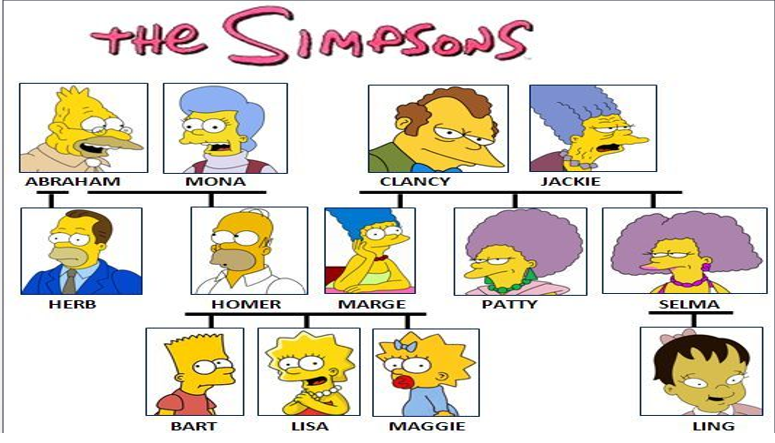 the Simpsons
ABRAHAM MONA CLANCY JACKIE
HERB HOMER MARGE PATTY SELMA
BART LISA MAGGIE LING